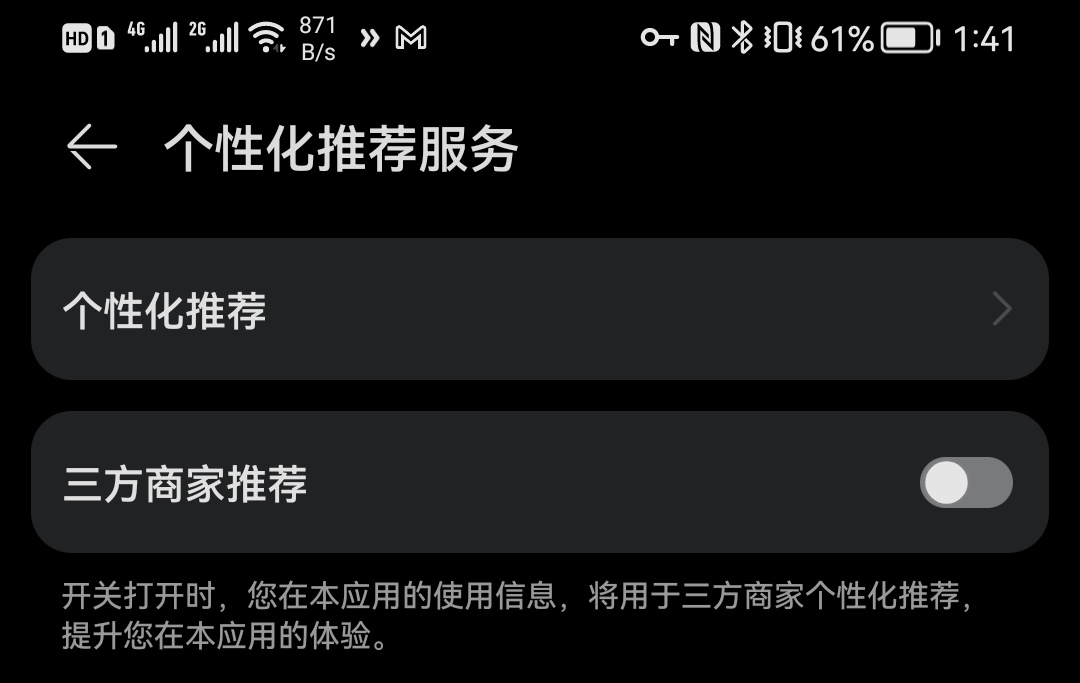 HD 1 4G 2G 871 B/s 61% 1:41
个性化推荐服务
个性化推荐
三方商家推荐
开关打开时，您在本应用的使用信息，将用于三方商家个性化推荐，
提升您在本应用的体验。